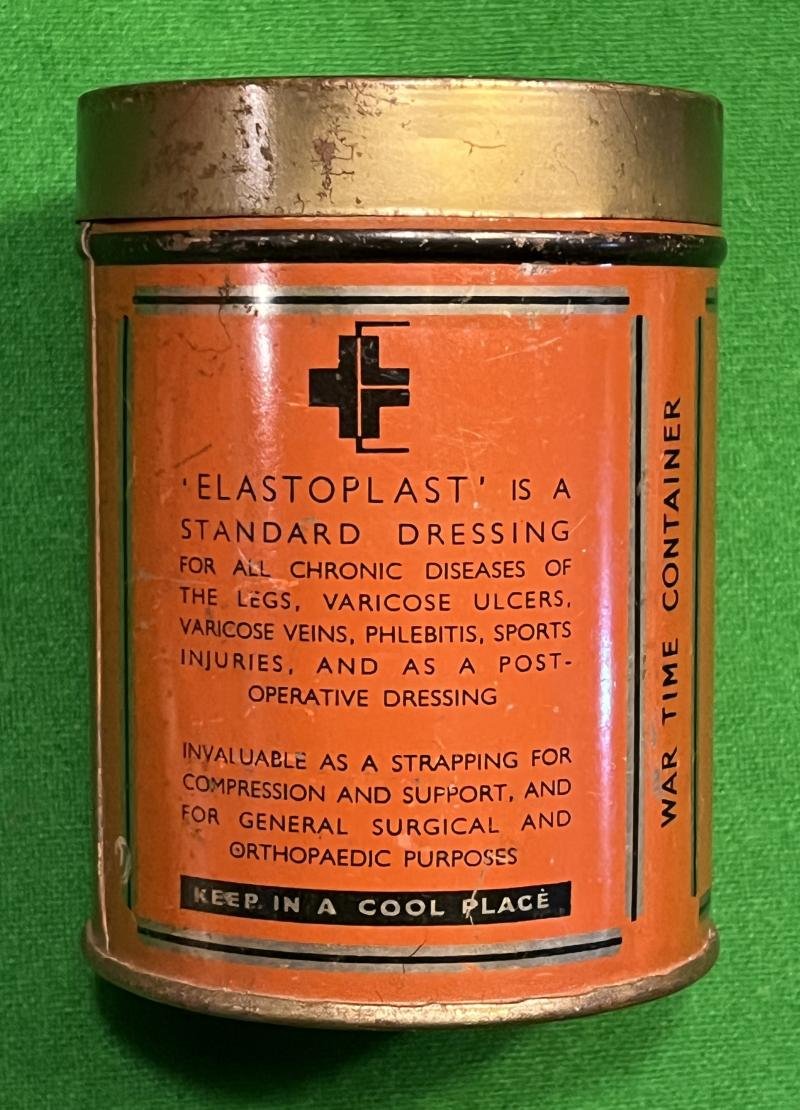 'ELASTOPLAST' IS A
STANDARD DRESSING
FOR ALL CHRONIC DISEASES OF
THE LEGS, VARICOSE ULCERS,
VARICOSE VEINS, PHLEBITIS, SPORTS
INJURIES, AND AS A POST-
OPERATIVE DRESSING
INVALUABLE AS A STRAPPING FOR
COMPRESSION AND SUPPORT, AND
FOR GENERAL SURGICAL AND
ORTHOPAEDIC PURPOSES
KEEP IN A COOL PLACE
WAR TIME CONTAINER